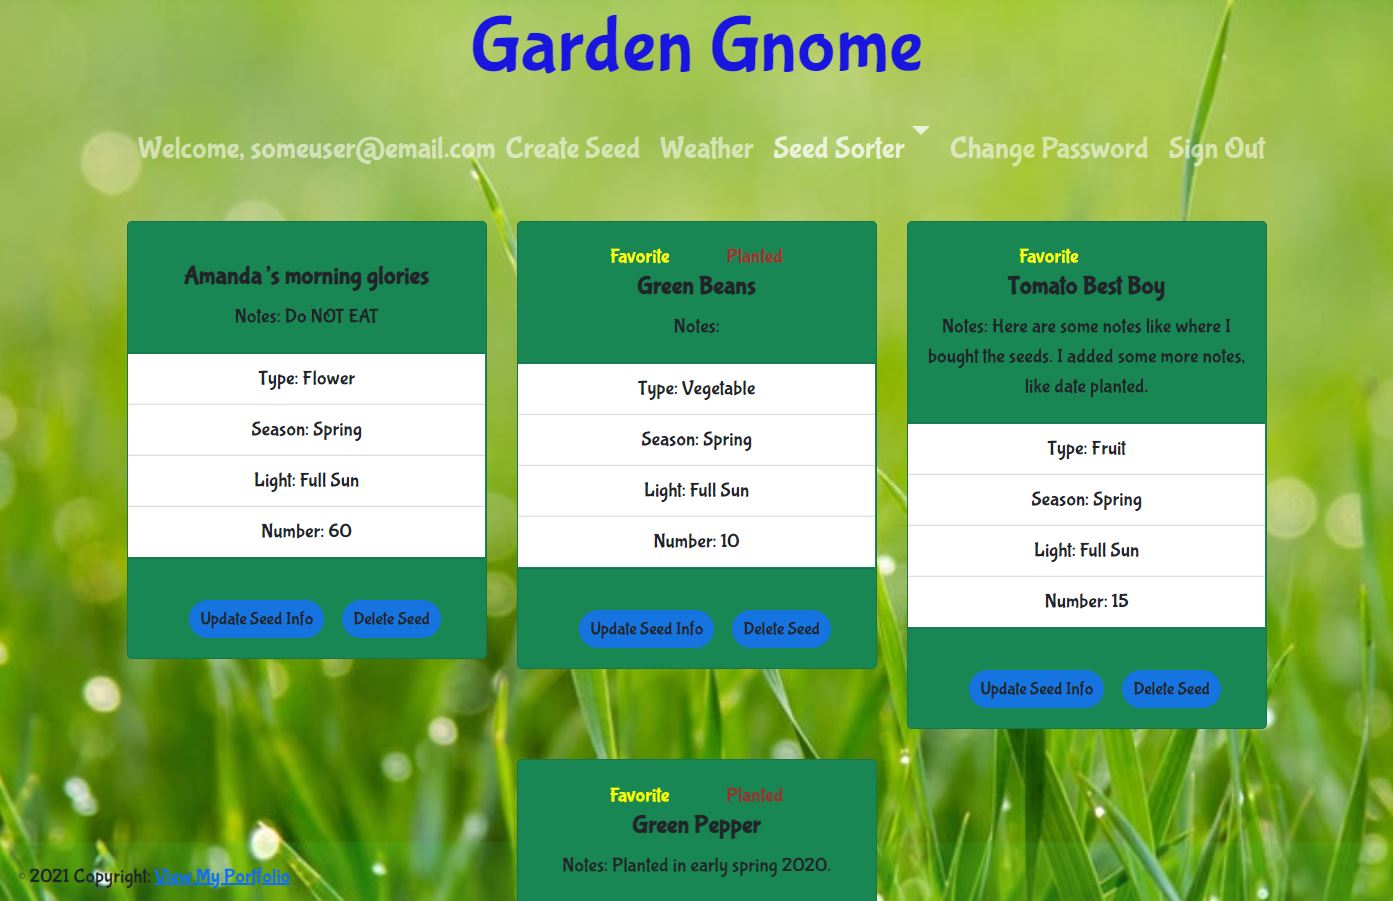 Garden Gnome
Welcome, someuser@email.com Create Seed Weather Seed Sorter Change Password Sign Out
Amanda 's morning glories
Notes: Do NOT EAT
Type: Flower
Season: Spring
Light: Full Sun
Number: 60
Update Seed Info Delete Seed
Favorite Planted
Green Beans
Notes:
Type: Vegetable
Season: Spring
Light: Full Sun
Number: 10
Update Seed Info Delete Seed
Favorite
Tomato Best Boy
Notes: Here are some notes like where I
bought the seeds. I added some more notes,
like date planted.
Type: Fruit
Season: Spring
Light: Full Sun
Number: 15
Update Seed Info Delete Seed
Favorite Planted
Green Pepper
Notes: Planted in early spring 2020.
© 2021 Copyright: View My Portfolio